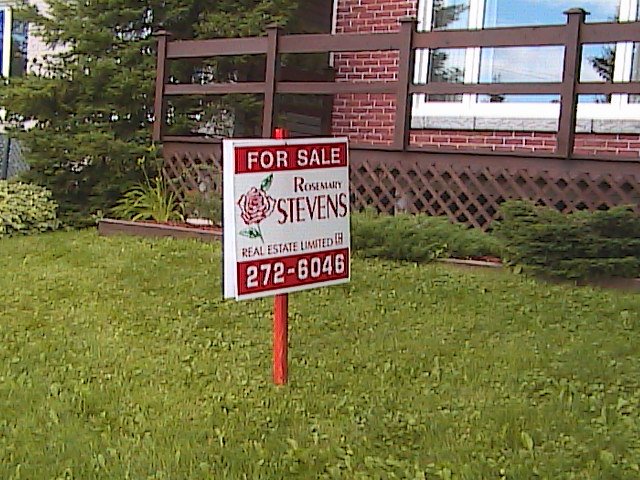 FOR SALE
ROSEMARY
STEVENS
REAL ESTATE LIMITED
272-6046